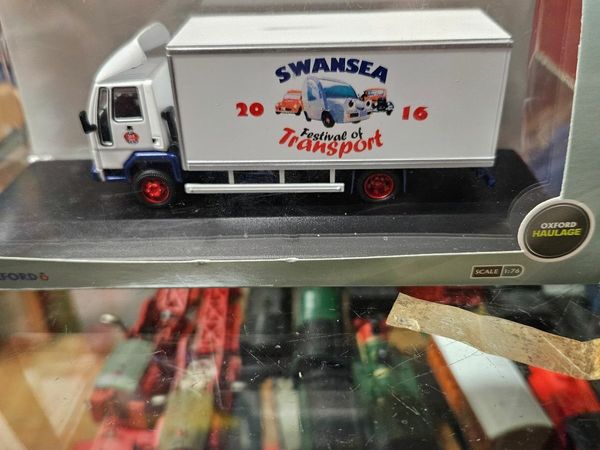 SWANSEA
20 16
Festival of
Transport
OXFORD
HAULAGE
SCALE 1:76